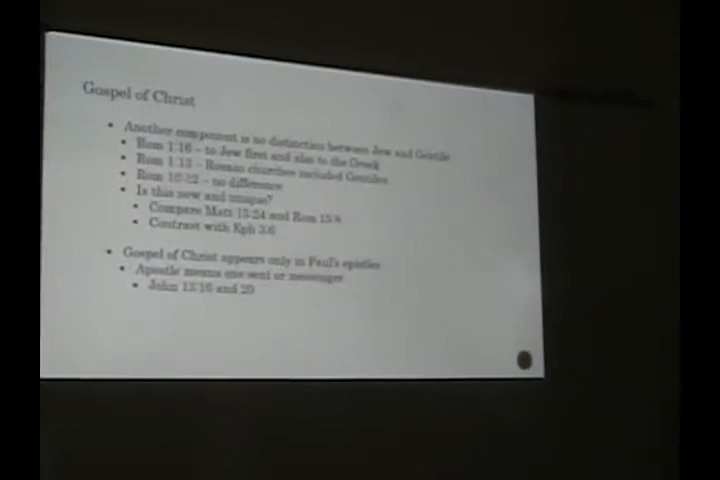 Gospel of Christ
Another component is no distinction between Jew and Gentile
Rom 1:16 – to Jew first and also to the Greek
Rom 1:13 – Roman churches included Gentiles
Rom 10:12 – no difference
Is this new and unique?
Compare Matt 15:24 and Rom 15:8
Contrast with Eph 3:6
Gospel of Christ appears only in Paul's epistles
Apostle means one sent or messenger
John 13:16 and 20